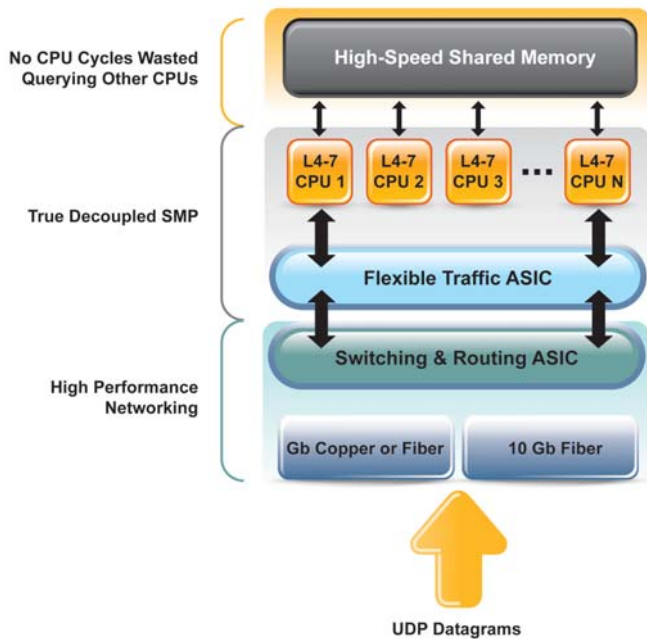 No CPU Cycles Wasted
Querying Other CPUs
High-Speed Shared Memory
True Decoupled SMP
L4-7
CPU 1
L4-7
CPU 2
L4-7
CPU 3
...
L4-7
CPU N
Flexible Traffic ASIC
High Performance
Networking
Switching & Routing ASIC
Gb Copper or Fiber
10 Gb Fiber
UDP Datagrams